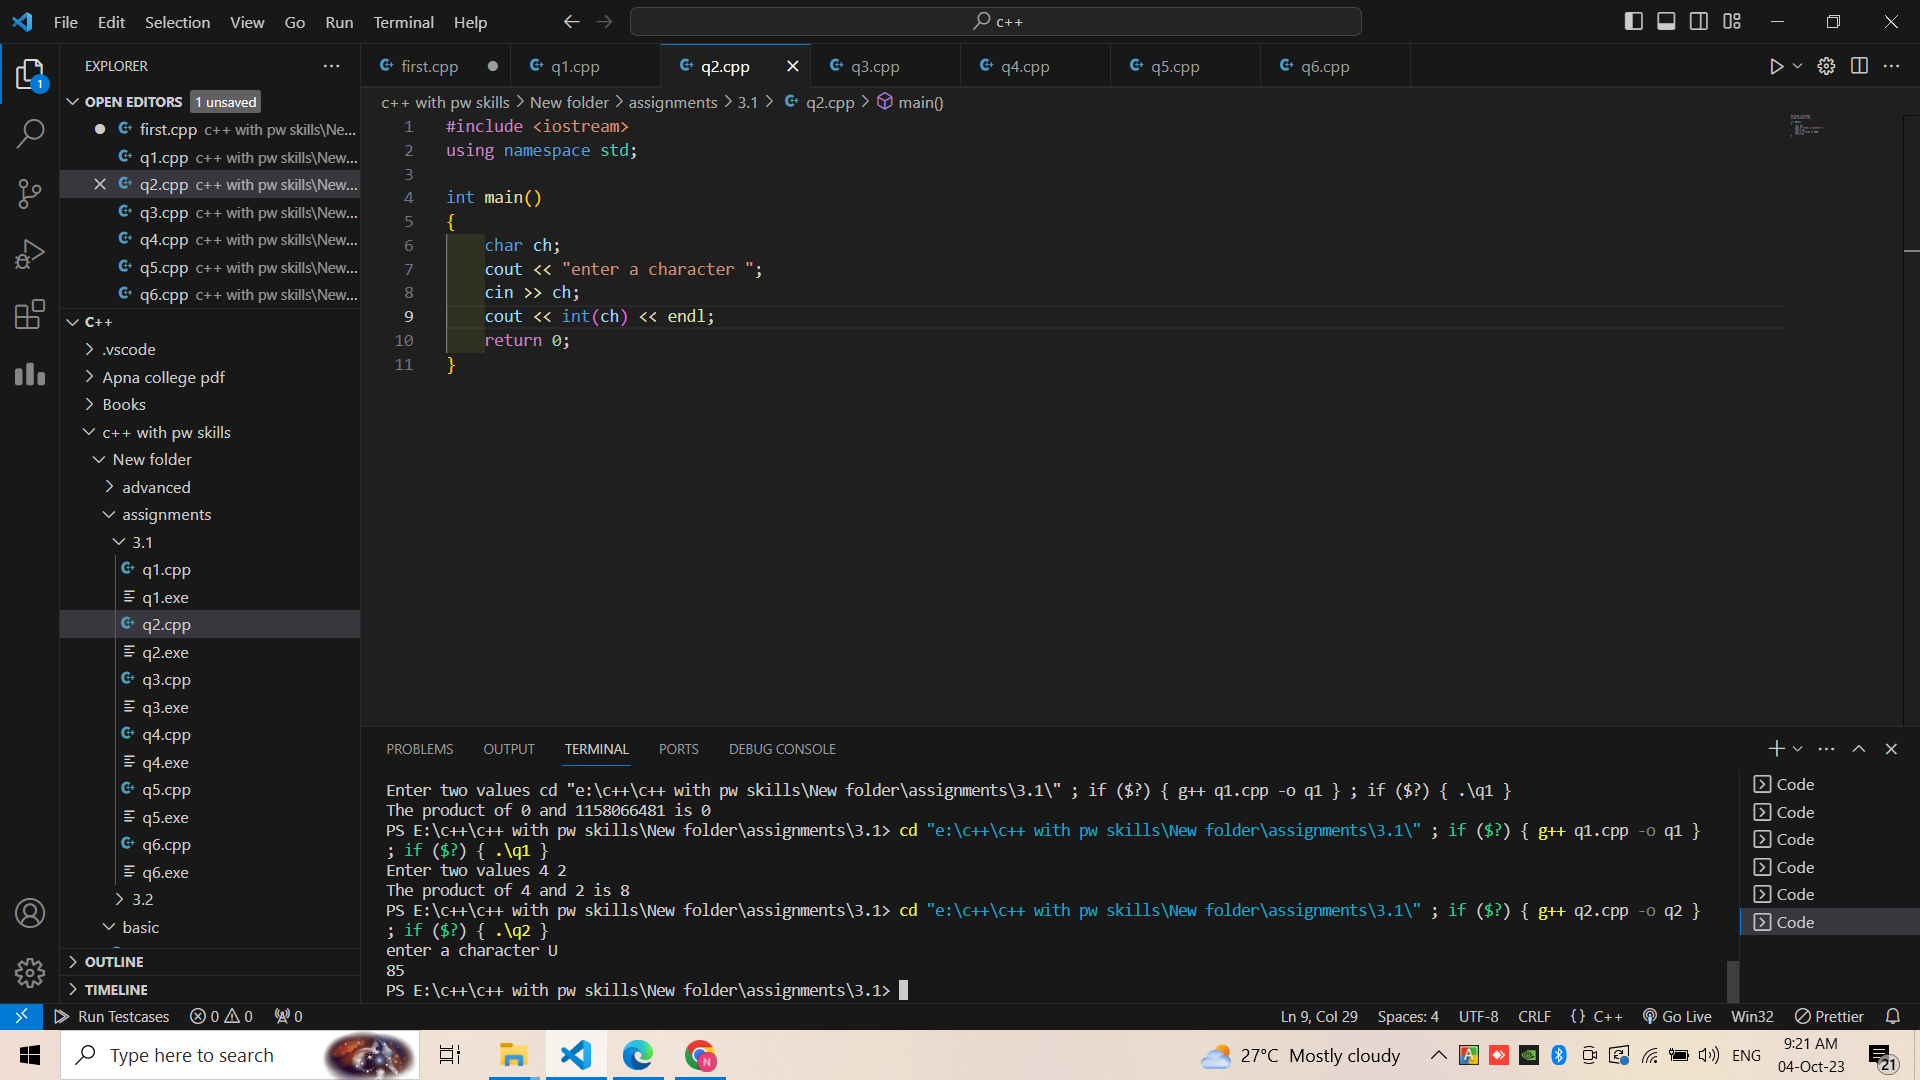 File Edit Selection View Go Run Terminal Help
c++
EXPLORER
OPEN EDITORS 1 unsaved
first.cpp c++ with pw skills\Ne...
q1.cpp c++ with pw skills\New...
q2.cpp c++ with pw skills\New...
q3.cpp c++ with pw skills\New...
q4.cpp c++ with pw skills\New...
q5.cpp c++ with pw skills\New...
q6.cpp c++ with pw skills\New...
C++
.vscode
Apna college pdf
Books
c++ with pw skills
New folder
advanced
assignments
3.1
q1.cpp
q1.exe
q2.cpp
q2.exe
q3.cpp
q3.exe
q4.cpp
q4.exe
q5.cpp
q5.exe
q6.cpp
q6.exe
3.2
basic
OUTLINE
TIMELINE
1
first.cpp q1.cpp q2.cpp q3.cpp q4.cpp q5.cpp q6.cpp
c++ with pw skills > New folder > assignments > 3.1 > q2.cpp > main()
1 #include <iostream>
2 using namespace std;
3
4 int main()
5 {
6 char ch;
7 cout << "enter a character ";
8 cin >> ch;
9 cout << int(ch) << endl;
10 return 0;
11 }
PROBLEMS OUTPUT TERMINAL PORTS DEBUG CONSOLE
Enter two values cd "e:\c++\c++ with pw skills\New folder\assignments\3.1\" ; if ($?) { g++ q1.cpp -o q1 } ; if ($?) { .\q1 }
The product of 0 and 1158066481 is 0
PS E:\c++\c++ with pw skills\New folder\assignments\3.1> cd "e:\c++\c++ with pw skills\New folder\assignments\3.1\" ; if ($?) { g++ q1.cpp -o q1 }
; if ($?) { .\q1 }
Enter two values 4 2
The product of 4 and 2 is 8
PS E:\c++\c++ with pw skills\New folder\assignments\3.1> cd "e:\c++\c++ with pw skills\New folder\assignments\3.1\" ; if ($?) { g++ q2.cpp -o q2 }
; if ($?) { .\q2 }
enter a character U
85
PS E:\c++\c++ with pw skills\New folder\assignments\3.1>
Code
Code
Code
Code
Code
Code
Run Testcases 0 0 0 Ln 9, Col 29 Spaces: 4 UTF-8 CRLF {} C++ Go Live Win32 Prettier
Type here to search 27°C Mostly cloudy ENG 9:21 AM
04-Oct-23 21